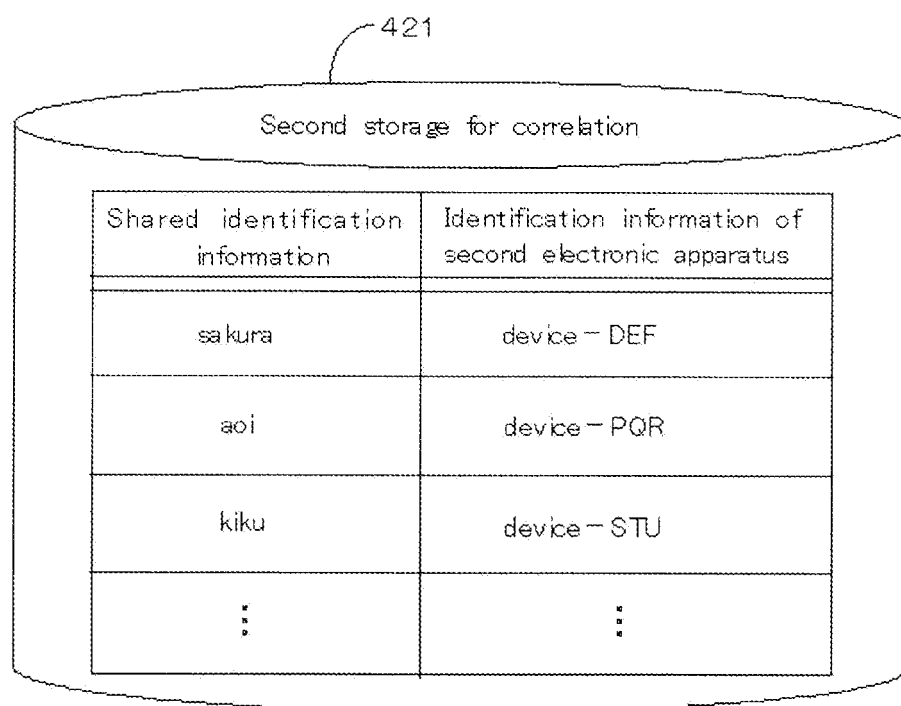 421
Second storage for correlation
Shared identification
information
Identification information of
second electronic apparatus
sakura
device-DEF
aoi
device-PQR
kiku
device-STU
⋮
⋮